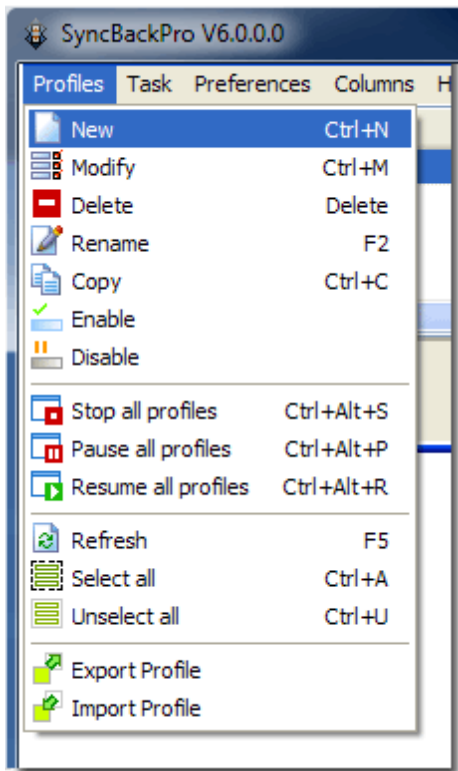 SyncBackPro V6.0.0.0
Profiles Task Preferences Columns H
New Ctrl+N
Modify Ctrl+M
Delete Delete
Rename F2
Copy Ctrl+C
Enable
Disable
Stop all profiles Ctrl+Alt+S
Pause all profiles Ctrl+Alt+P
Resume all profiles Ctrl+Alt+R
Refresh F5
Select all Ctrl+A
Unselect all Ctrl+U
Export Profile
Import Profile